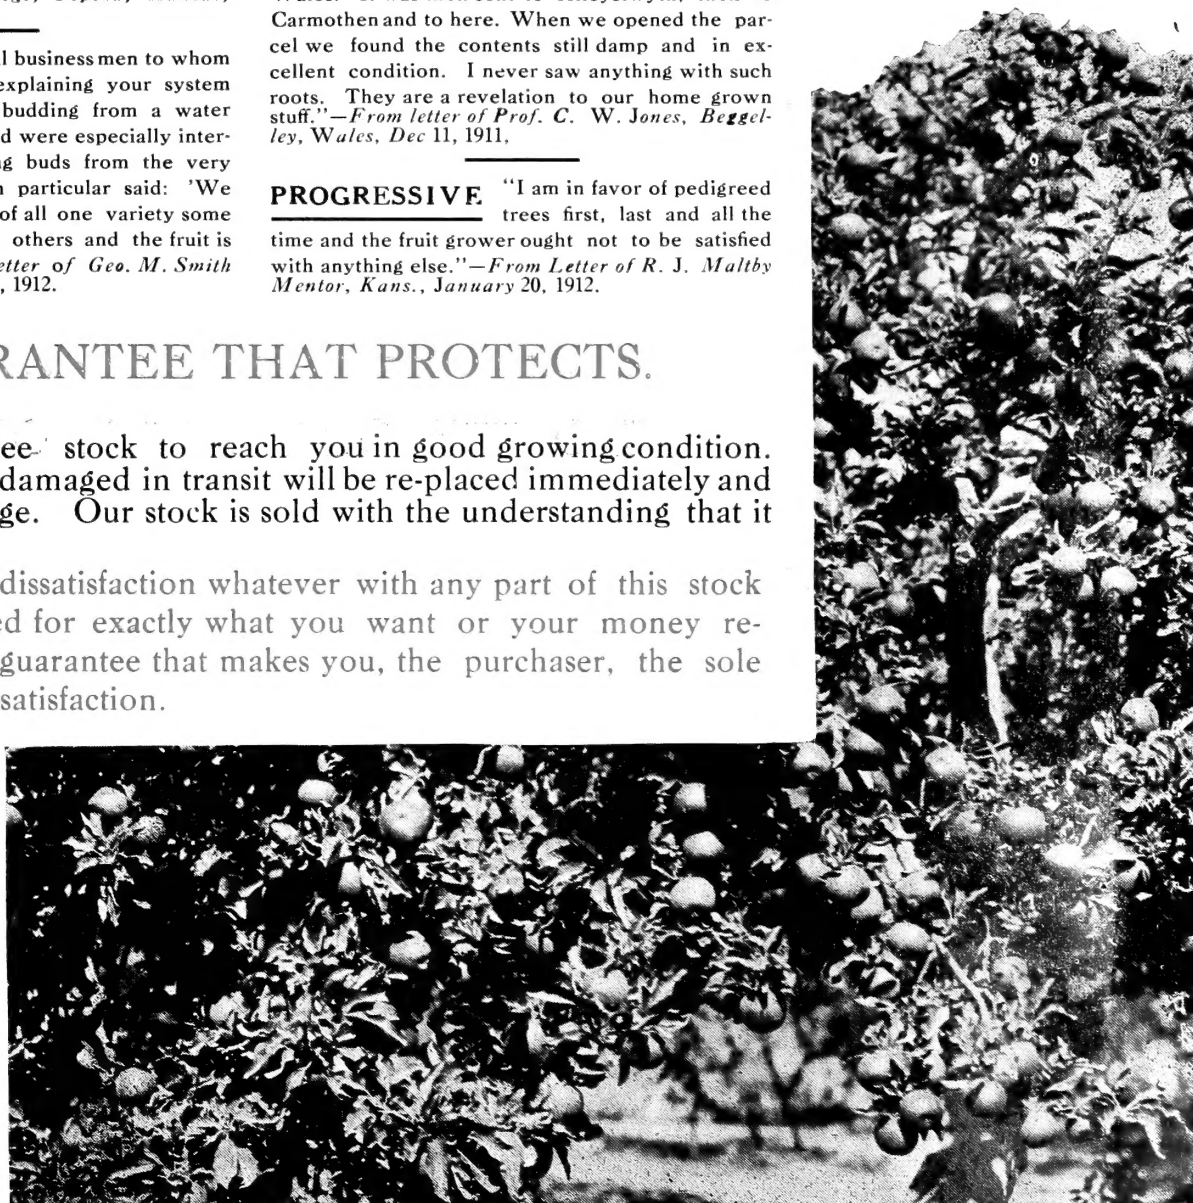 l business men to whom
explaining your system
budding from a water
d were especially inter-
g buds from the very
n particular said: 'We
of all one variety some
others and the fruit is
etter of Geo. M. Smith
, 1912.
Carmothen and to here. When we opened the par-
cel we found the contents still damp and in ex-
cellent condition. I never saw anything with such
roots. They are a revelation to our home grown
stuff."—From letter of Prof. C. W. Jones, Beggel-
ley, Wales, Dec 11, 1911,
PROGRESSIVE "I am in favor of pedigreed
trees first, last and all the
time and the fruit grower ought not to be satisfied
with anything else."—From Letter of R. J. Maltby
Mentor, Kans., January 20, 1912.
RANTEE THAT PROTECTS.
ee stock to reach you in good growing condition.
damaged in transit will be re-placed immediately and
ge. Our stock is sold with the understanding that it
dissatisfaction whatever with any part of this stock
ed for exactly what you want or your money re-
guarantee that makes you, the purchaser, the sole
satisfaction.